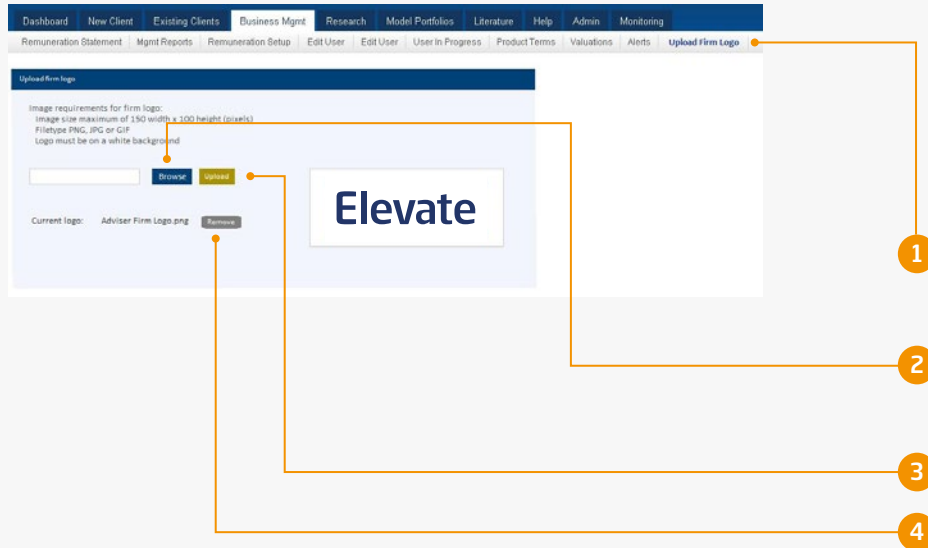 Dashboard New Client Existing Clients Business Mgmt Research Model Portfolios Literature Help Admin Monitoring
Remuneration Statement Mgmt Reports Remuneration Setup Edit User Edit User User In Progress Product Terms Valuations Alerts Upload Firm Logo
Upload firm logo
Image requirements for firm logo:
Image size maximum of 150 width x 100 height (pixels)
Filetype PNG, JPG or GIF
Logo must be on a white background
Browse Upload
Elevate
Current logo: Adviser Firm Logo.png Remove
1
2
3
4